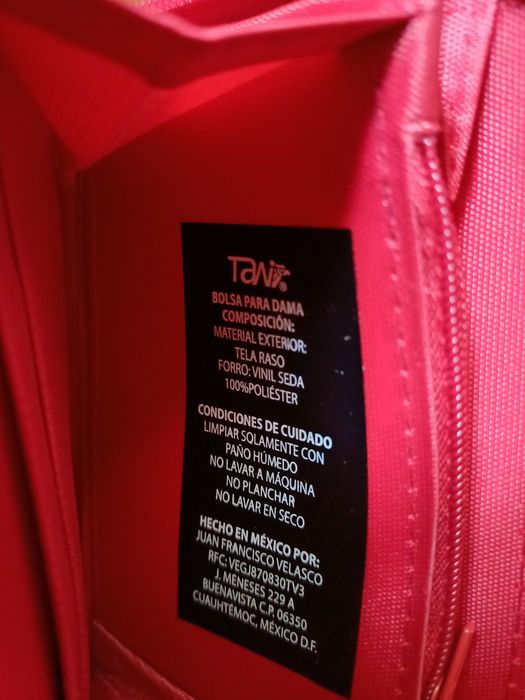 Tanix®
BOLSA PARA DAMA
COMPOSICIÓN:
MATERIAL EXTERIOR:
TELA RASO
FORRO: VINIL SEDA
100%POLIÉSTER
CONDICIONES DE CUIDADO
LIMPIAR SOLAMENTE CON
PAÑO HÚMEDO
NO LAVAR A MÁQUINA
NO PLANCHAR
NO LAVAR EN SECO
HECHO EN MÉXICO POR:
JUAN FRANCISCO VELASCO
RFC: VEGJ870830TV3
J. MENESES 229 A
BUENAVISTA C.P. 06350
CUAUHTÉMOC, MÉXICO D.F.